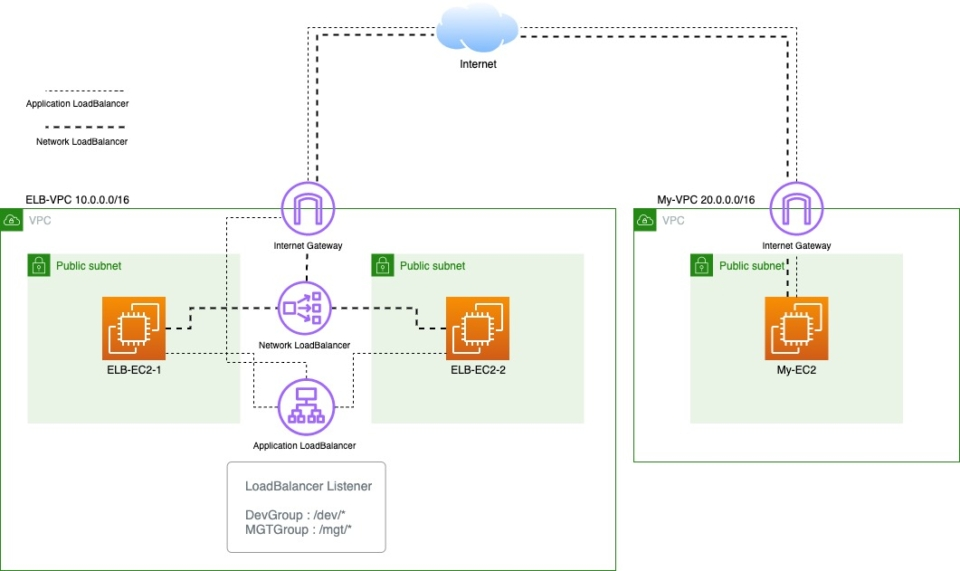 Internet
Application LoadBalancer
Network LoadBalancer
ELB-VPC 10.0.0.0/16
My-VPC 20.0.0.0/16
VPC
VPC
Internet Gateway
Internet Gateway
Public subnet
Public subnet
Public subnet
Network LoadBalancer
ELB-EC2-1
ELB-EC2-2
My-EC2
Application LoadBalancer
LoadBalancer Listener
DevGroup : /dev/*
MGTGroup : /mgt/*